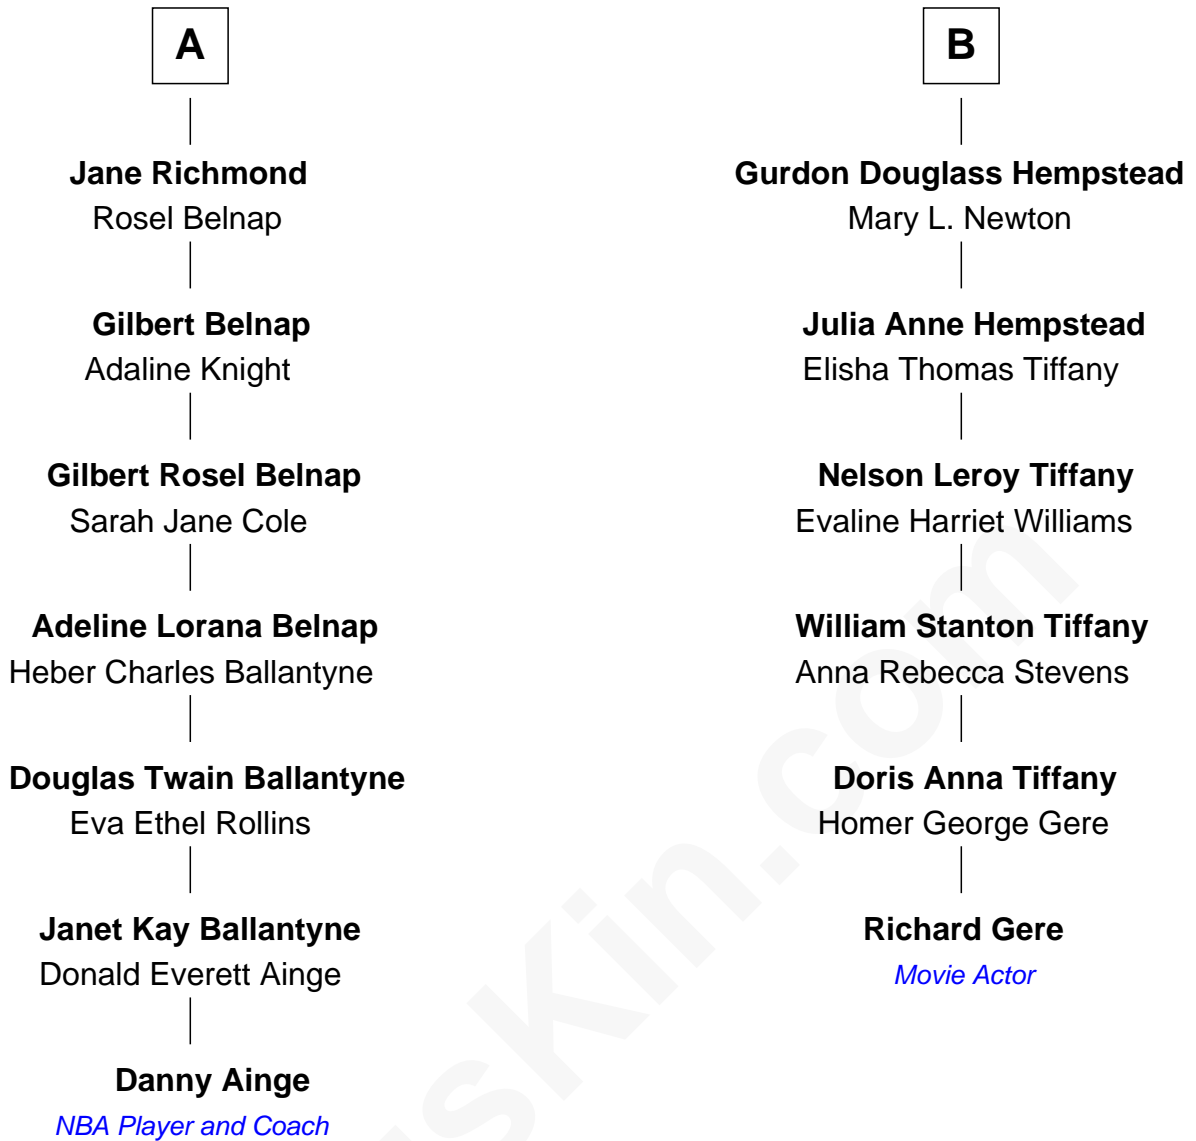 A
Jane Richmond
Rosel Belnap
Gilbert Belnap
Adaline Knight
Gilbert Rosel Belnap
Sarah Jane Cole
Adeline Lorana Belnap
Heber Charles Ballantyne
Douglas Twain Ballantyne
Eva Ethel Rollins
Janet Kay Ballantyne
Donald Everett Ainge
Danny Ainge
NBA Player and Coach
B
Gurdon Douglass Hempstead
Mary L. Newton
Julia Anne Hempstead
Elisha Thomas Tiffany
Nelson Leroy Tiffany
Evaline Harriet Williams
William Stanton Tiffany
Anna Rebecca Stevens
Doris Anna Tiffany
Homer George Gere
Richard Gere
Movie Actor
usKin.com